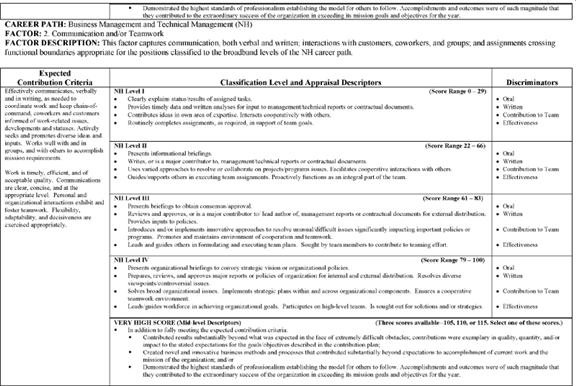 • Demonstrated the highest standards of professionalism establishing the model for others to follow. Accomplishments and outcomes were of such magnitude that
they contributed to the extraordinary success of the organization in exceeding its mission goals and objectives for the year.
CAREER PATH: Business Management and Technical Management (NH)
FACTOR: 2. Communication and/or Teamwork
FACTOR DESCRIPTION: This factor captures communication, both verbal and written; interactions with customers, coworkers, and groups; and assignments crossing
functional boundaries appropriate for the positions classified to the broadband levels of the NH career path.
Expected
Contribution Criteria
Classification Level and Appraisal Descriptors
Discriminators
Effectively communicates, verbally
and in writing, as needed to
coordinate work and keep chain-of-
command, coworkers and customers
informed of work-related issues,
developments and statuses. Actively
seeks and promotes diverse ideas and
inputs. Works well with and in
groups, and with others to accomplish
mission requirements.
Work is timely, efficient, and of
acceptable quality. Communications
are clear, concise, and at the
appropriate level. Personal and
organizational interactions exhibit and
foster teamwork. Flexibility,
adaptability, and decisiveness are
exercised appropriately.
NH Level I (Score Range 0 – 29)
• Clearly explains status/results of assigned tasks.
• Provides timely data and written analyses for input to management/technical reports or contractual documents.
• Contributes ideas in own area of expertise. Interacts cooperatively with others.
• Routinely completes assignments, as required, in support of team goals.
• Oral
• Written
• Contribution to Team
• Effectiveness
NH Level II (Score Range 22 – 66)
• Presents informational briefings.
• Writes, or is a major contributor to, management/technical reports or contractual documents.
• Uses varied approaches to resolve or collaborate on projects/programs issues. Facilitates cooperative interactions with others.
• Guides/supports others in executing team assignments. Proactively functions as an integral part of the team.
• Oral
• Written
• Contribution to Team
• Effectiveness
NH Level III (Score Range 61 – 83)
• Presents briefings to obtain consensus/approval.
• Reviews and approves, or is a major contributor to/ lead author of, management reports or contractual documents for external distribution.
Provides inputs to policies.
• Introduces and/or implements innovative approaches to resolve unusual difficult issues significantly impacting important policies or
programs. Promotes and maintains environment of cooperation and teamwork.
• Leads and guides others in formulating and executing team plans. Sought by team members to contribute to teaming effort.
• Oral
• Written
• Contribution to Team
• Effectiveness
NH Level IV (Score Range 79 – 100)
• Presents organizational briefings to convey strategic vision or organizational policies.
• Prepares, reviews, and approves major reports or policies of organization for internal and external distribution. Resolves diverse
viewpoints/controversial issues.
• Solves broad organizational issues. Implements strategic plans within and across organizational components. Ensures a cooperative
teamwork environment.
• Leads/guides workforce in achieving organizational goals. Participates on high-level teams. Is sought out for solutions and/or strategies.
• Oral
• Written
• Contribution to Team
• Effectiveness
VERY HIGH SCORE (Mid-level Descriptors) (Three scores available–105, 110, or 115. Select one of these scores.)
• In addition to fully meeting the expected contribution criteria:
• Contributed results substantially beyond what was expected in the face of extremely difficult obstacles; contributions were exemplary in quality, quantity, and/or
impact to the stated expectations for the goals/objectives described in the contribution plan;
• Created novel and innovative business methods and processes that contributed substantially beyond expectations to accomplishment of current work and the
mission of the organization; and or
• Demonstrated the highest standards of professionalism establishing the model for others to follow. Accomplishments and outcomes were of such magnitude that
they contributed to the extraordinary success of the organization in exceeding its mission goals and objectives for the year.